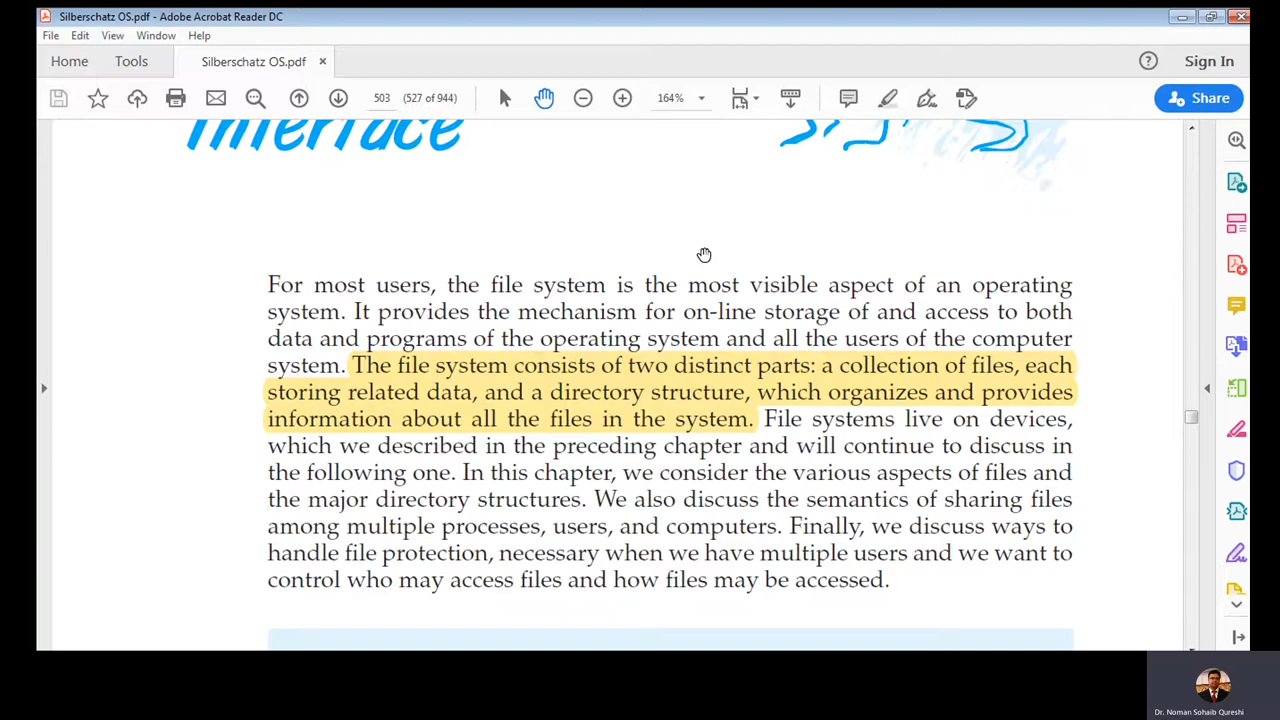 Silberschatz OS.pdf - Adobe Acrobat Reader DC
File Edit View Window Help
Home Tools Silberschatz OS.pdf × Sign In
503 (527 of 944) 164% Share
Interface
For most users, the file system is the most visible aspect of an operating
system. It provides the mechanism for on-line storage of and access to both
data and programs of the operating system and all the users of the computer
system. The file system consists of two distinct parts: a collection of files, each
storing related data, and a directory structure, which organizes and provides
information about all the files in the system. File systems live on devices,
which we described in the preceding chapter and will continue to discuss in
the following one. In this chapter, we consider the various aspects of files and
the major directory structures. We also discuss the semantics of sharing files
among multiple processes, users, and computers. Finally, we discuss ways to
handle file protection, necessary when we have multiple users and we want to
control who may access files and how files may be accessed.
Dr. Noman Sohaib Qureshi